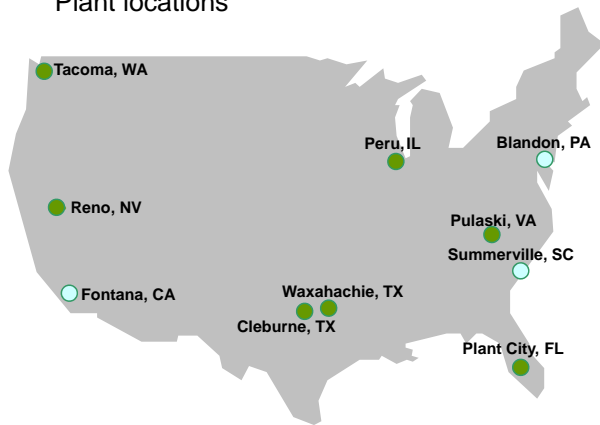 Plant locations
Tacoma, WA
Peru, IL
Blandon, PA
Reno, NV
Pulaski, VA
Summerville, SC
Fontana, CA
Waxahachie, TX
Cleburne, TX
Plant City, FL